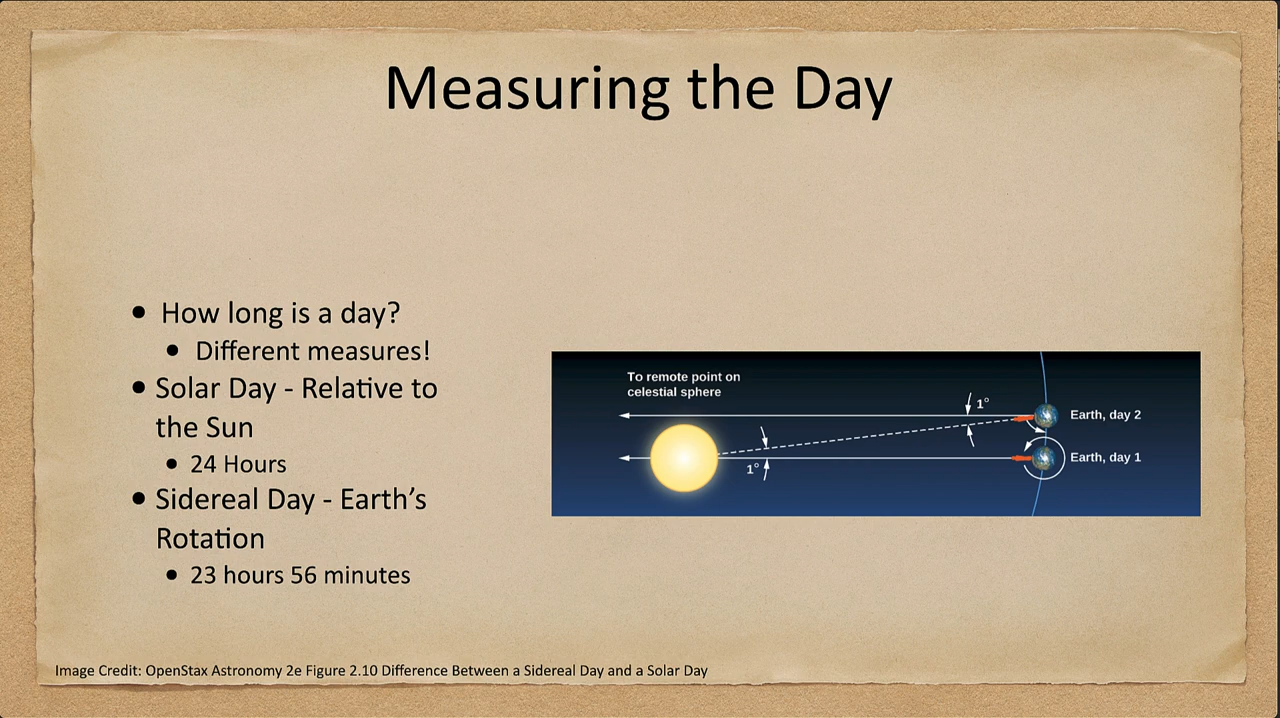 Measuring the Day
• How long is a day?
• Different measures!
• Solar Day - Relative to
the Sun
• 24 Hours
• Sidereal Day - Earth’s
Rotation
• 23 hours 56 minutes
To remote point on
celestial sphere
1°
Earth, day 2
1°
Earth, day 1
Image Credit: OpenStax Astronomy 2e Figure 2.10 Difference Between a Sidereal Day and a Solar Day